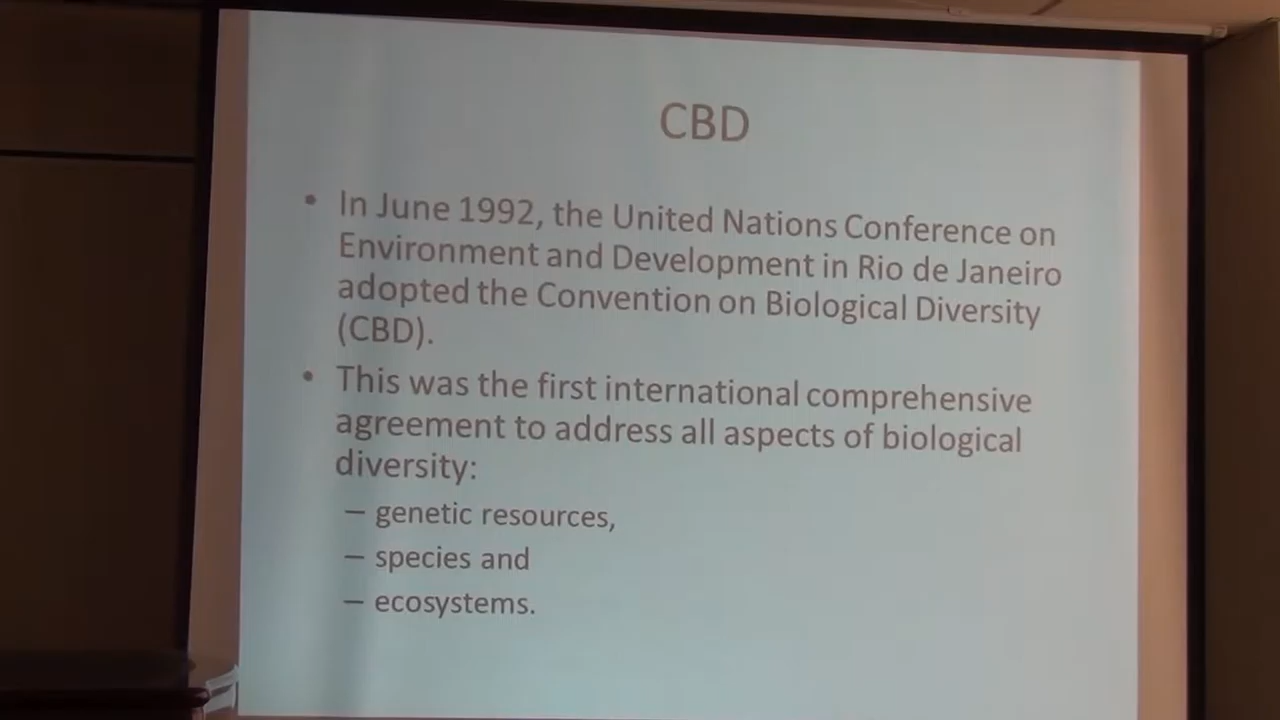 CBD
• In June 1992, the United Nations Conference on
Environment and Development in Rio de Janeiro
adopted the Convention on Biological Diversity
(CBD).
• This was the first international comprehensive
agreement to address all aspects of biological
diversity:
– genetic resources,
– species and
– ecosystems.